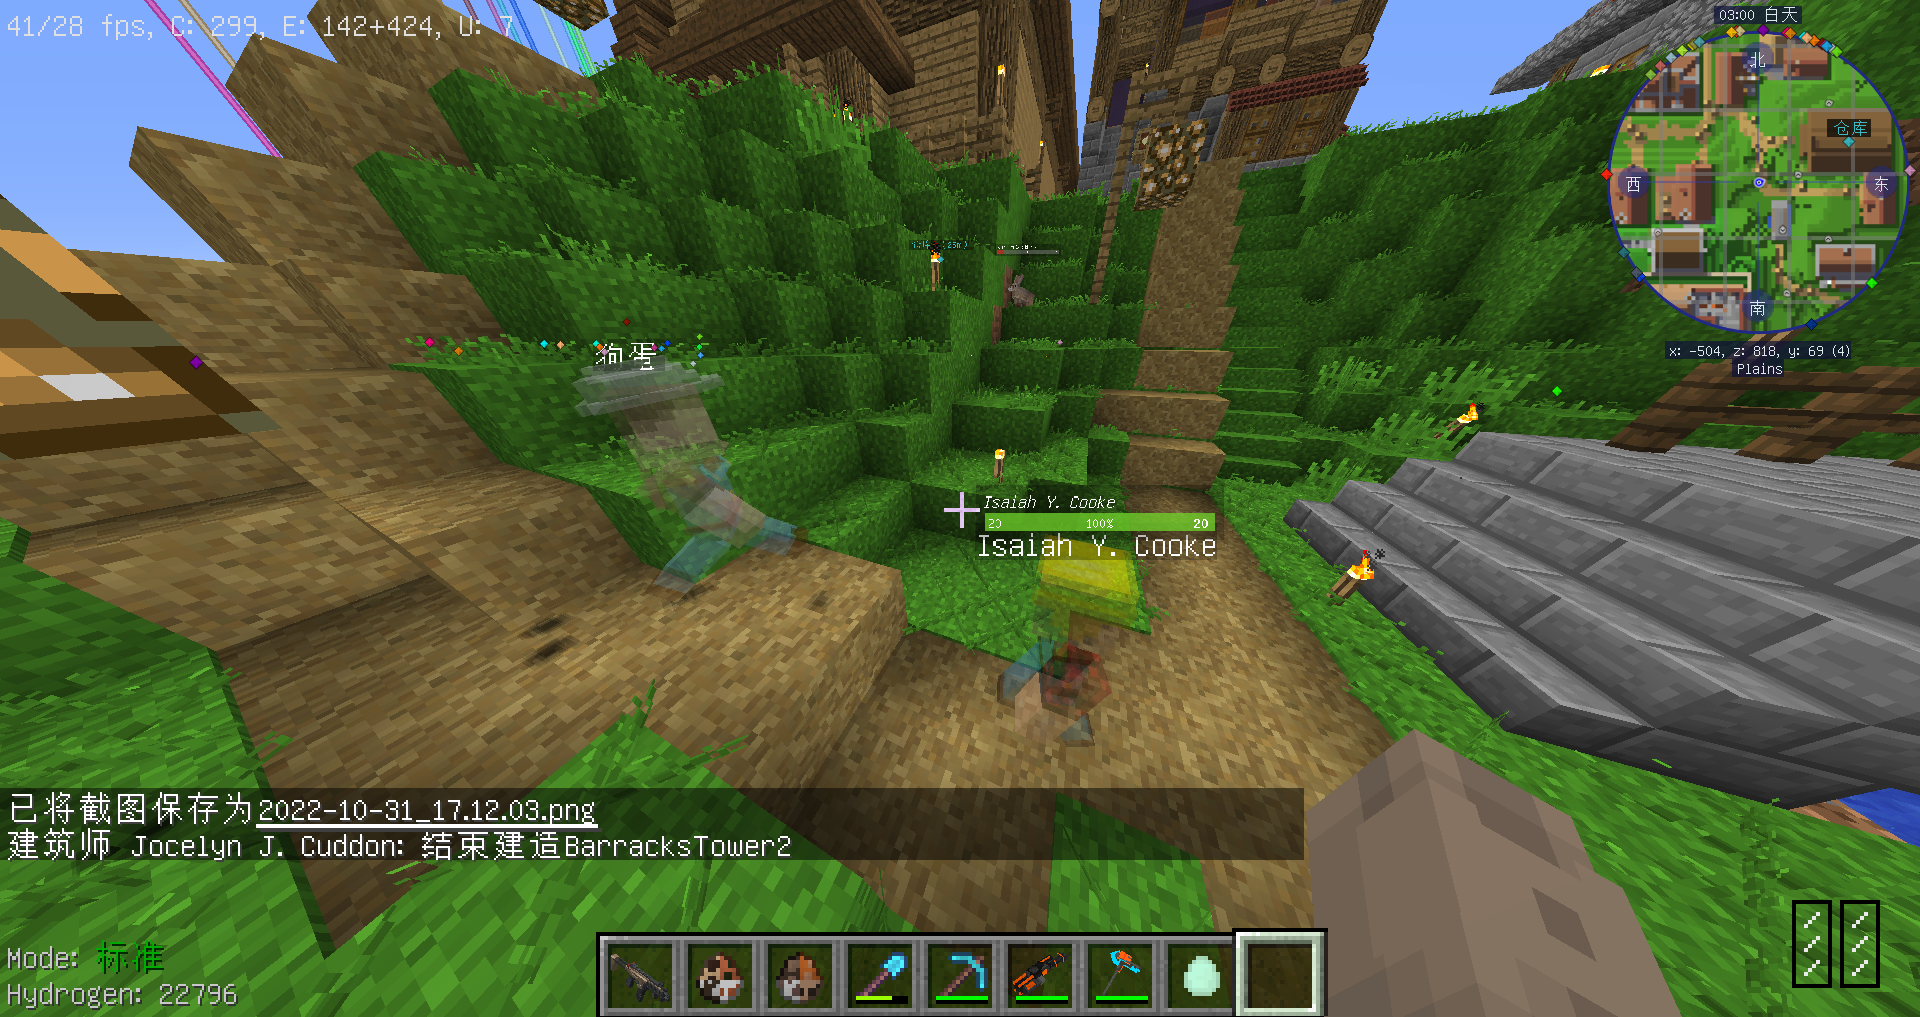 41/28 fps, C: 299, E: 142+424, U: 7
03:00 白天
北
仓库
西
东
南
x: -504, z: 818, y: 69 (4)
Plains
狗蛋
Isaiah Y. Cooke
20 100% 20
Isaiah Y. Cooke
已将截图保存为2022-10-31_17.12.03.png
建筑师 Jocelyn J. Cuddon: 结束建造BarracksTower2
Mode: 标准
Hydrogen: 22796